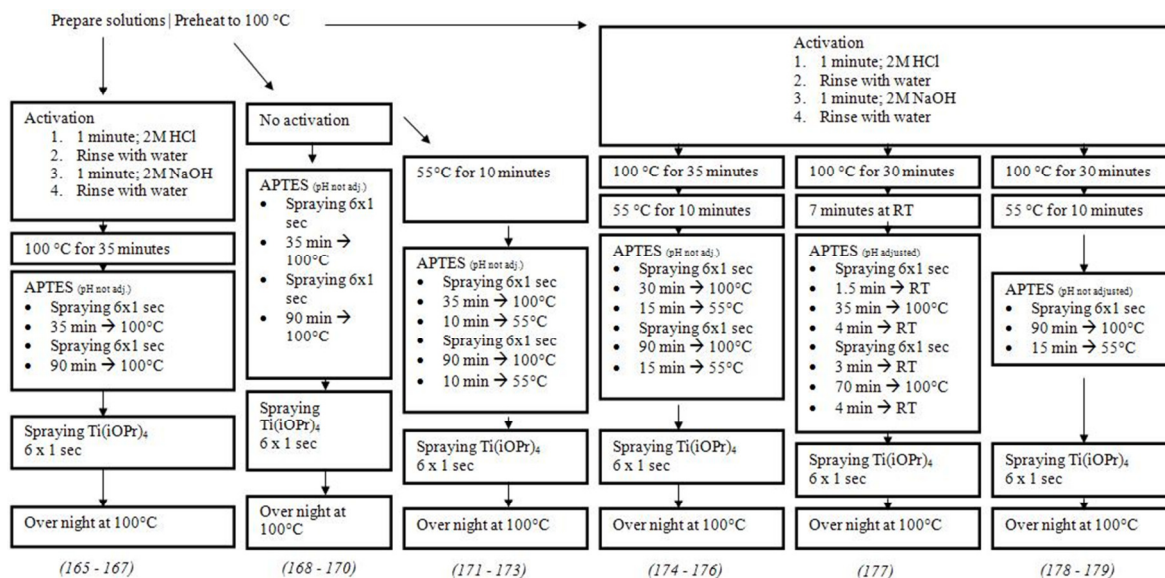 Prepare solutions | Preheat to 100 °C
Activation
1. 1 minute; 2M HCl
2. Rinse with water
3. 1 minute; 2M NaOH
4. Rinse with water
100 °C for 35 minutes
APTES (pH not adj.)
• Spraying 6x1 sec
• 35 min → 100°C
• Spraying 6x1 sec
• 90 min → 100°C
Spraying Ti(iOPr)4
6 x 1 sec
Over night at 100°C
(165 - 167)
No activation
APTES (pH not adj.)
• Spraying 6x1
sec
• 35 min →
100°C
• Spraying 6x1
sec
• 90 min →
100°C
Spraying
Ti(iOPr)4
6 x 1 sec
Over night at
100°C
(168 - 170)
55°C for 10 minutes
APTES (pH not adj.)
• Spraying 6x1 sec
• 35 min → 100°C
• 10 min → 55°C
• Spraying 6x1 sec
• 90 min → 100°C
• 10 min → 55°C
Spraying Ti(iOPr)4
6 x 1 sec
Over night at 100°C
(171 - 173)
Activation
1. 1 minute; 2M HCl
2. Rinse with water
3. 1 minute; 2M NaOH
4. Rinse with water
100 °C for 35 minutes
55 °C for 10 minutes
APTES (pH not adj.)
• Spraying 6x1 sec
• 30 min → 100°C
• 15 min → 55°C
• Spraying 6x1 sec
• 90 min → 100°C
• 15 min → 55°C
Spraying Ti(iOPr)4
6 x 1 sec
Over night at 100°C
(174 - 176)
100 °C for 30 minutes
7 minutes at RT
APTES (pH adjusted)
• Spraying 6x1 sec
• 1.5 min → RT
• 35 min → 100°C
• 4 min → RT
• Spraying 6x1 sec
• 3 min → RT
• 70 min → 100°C
• 4 min → RT
Spraying Ti(iOPr)4
6 x 1 sec
Over night at 100°C
(177)
100 °C for 30 minutes
55 °C for 10 minutes
APTES (pH not adjusted)
• Spraying 6x1 sec
• 90 min → 100°C
• 15 min → 55°C
Spraying Ti(iOPr)4
6 x 1 sec
Over night at 100°C
(178 - 179)